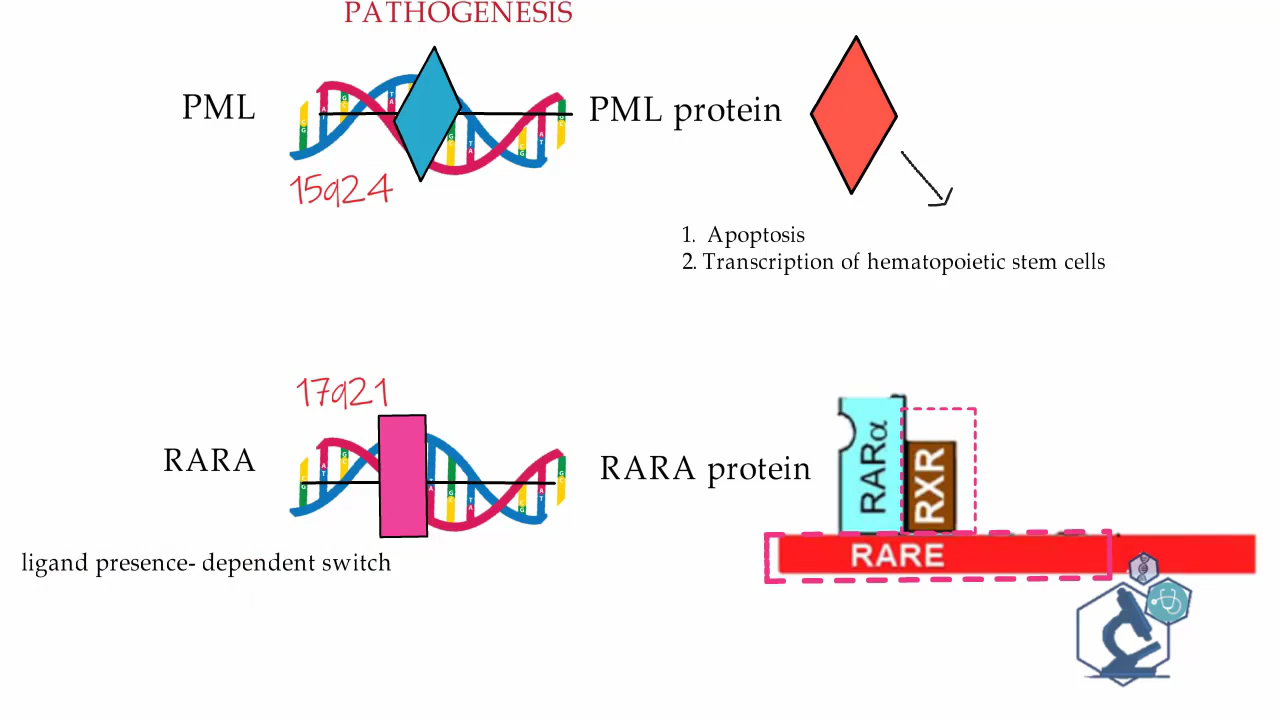 PATHOGENESIS
PML
PML protein
15q24
1. Apoptosis
2. Transcription of hematopoietic stem cells
17q21
RARA
RARA protein
RARα
RXR
RARE
ligand presence- dependent switch